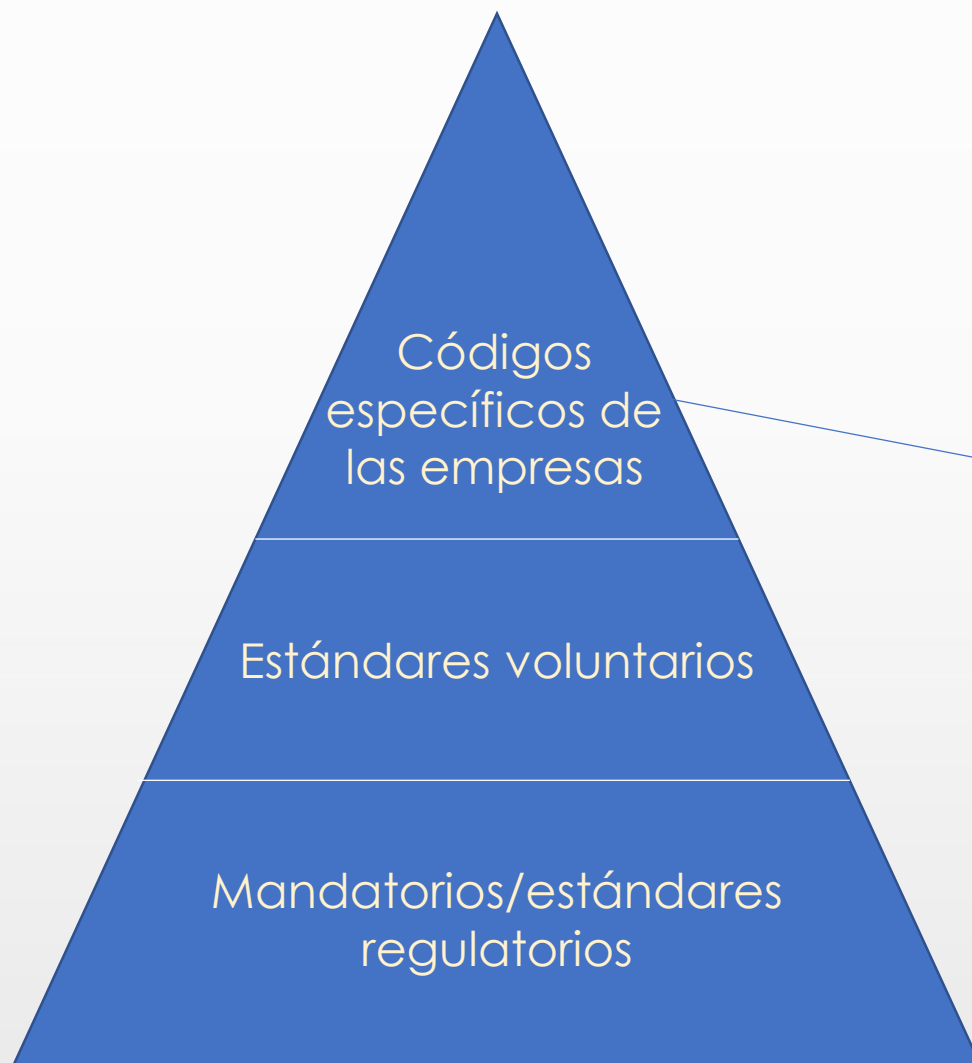 Códigos
específicos de
las empresas
Estándares voluntarios
Mandatorios/estándares
regulatorios